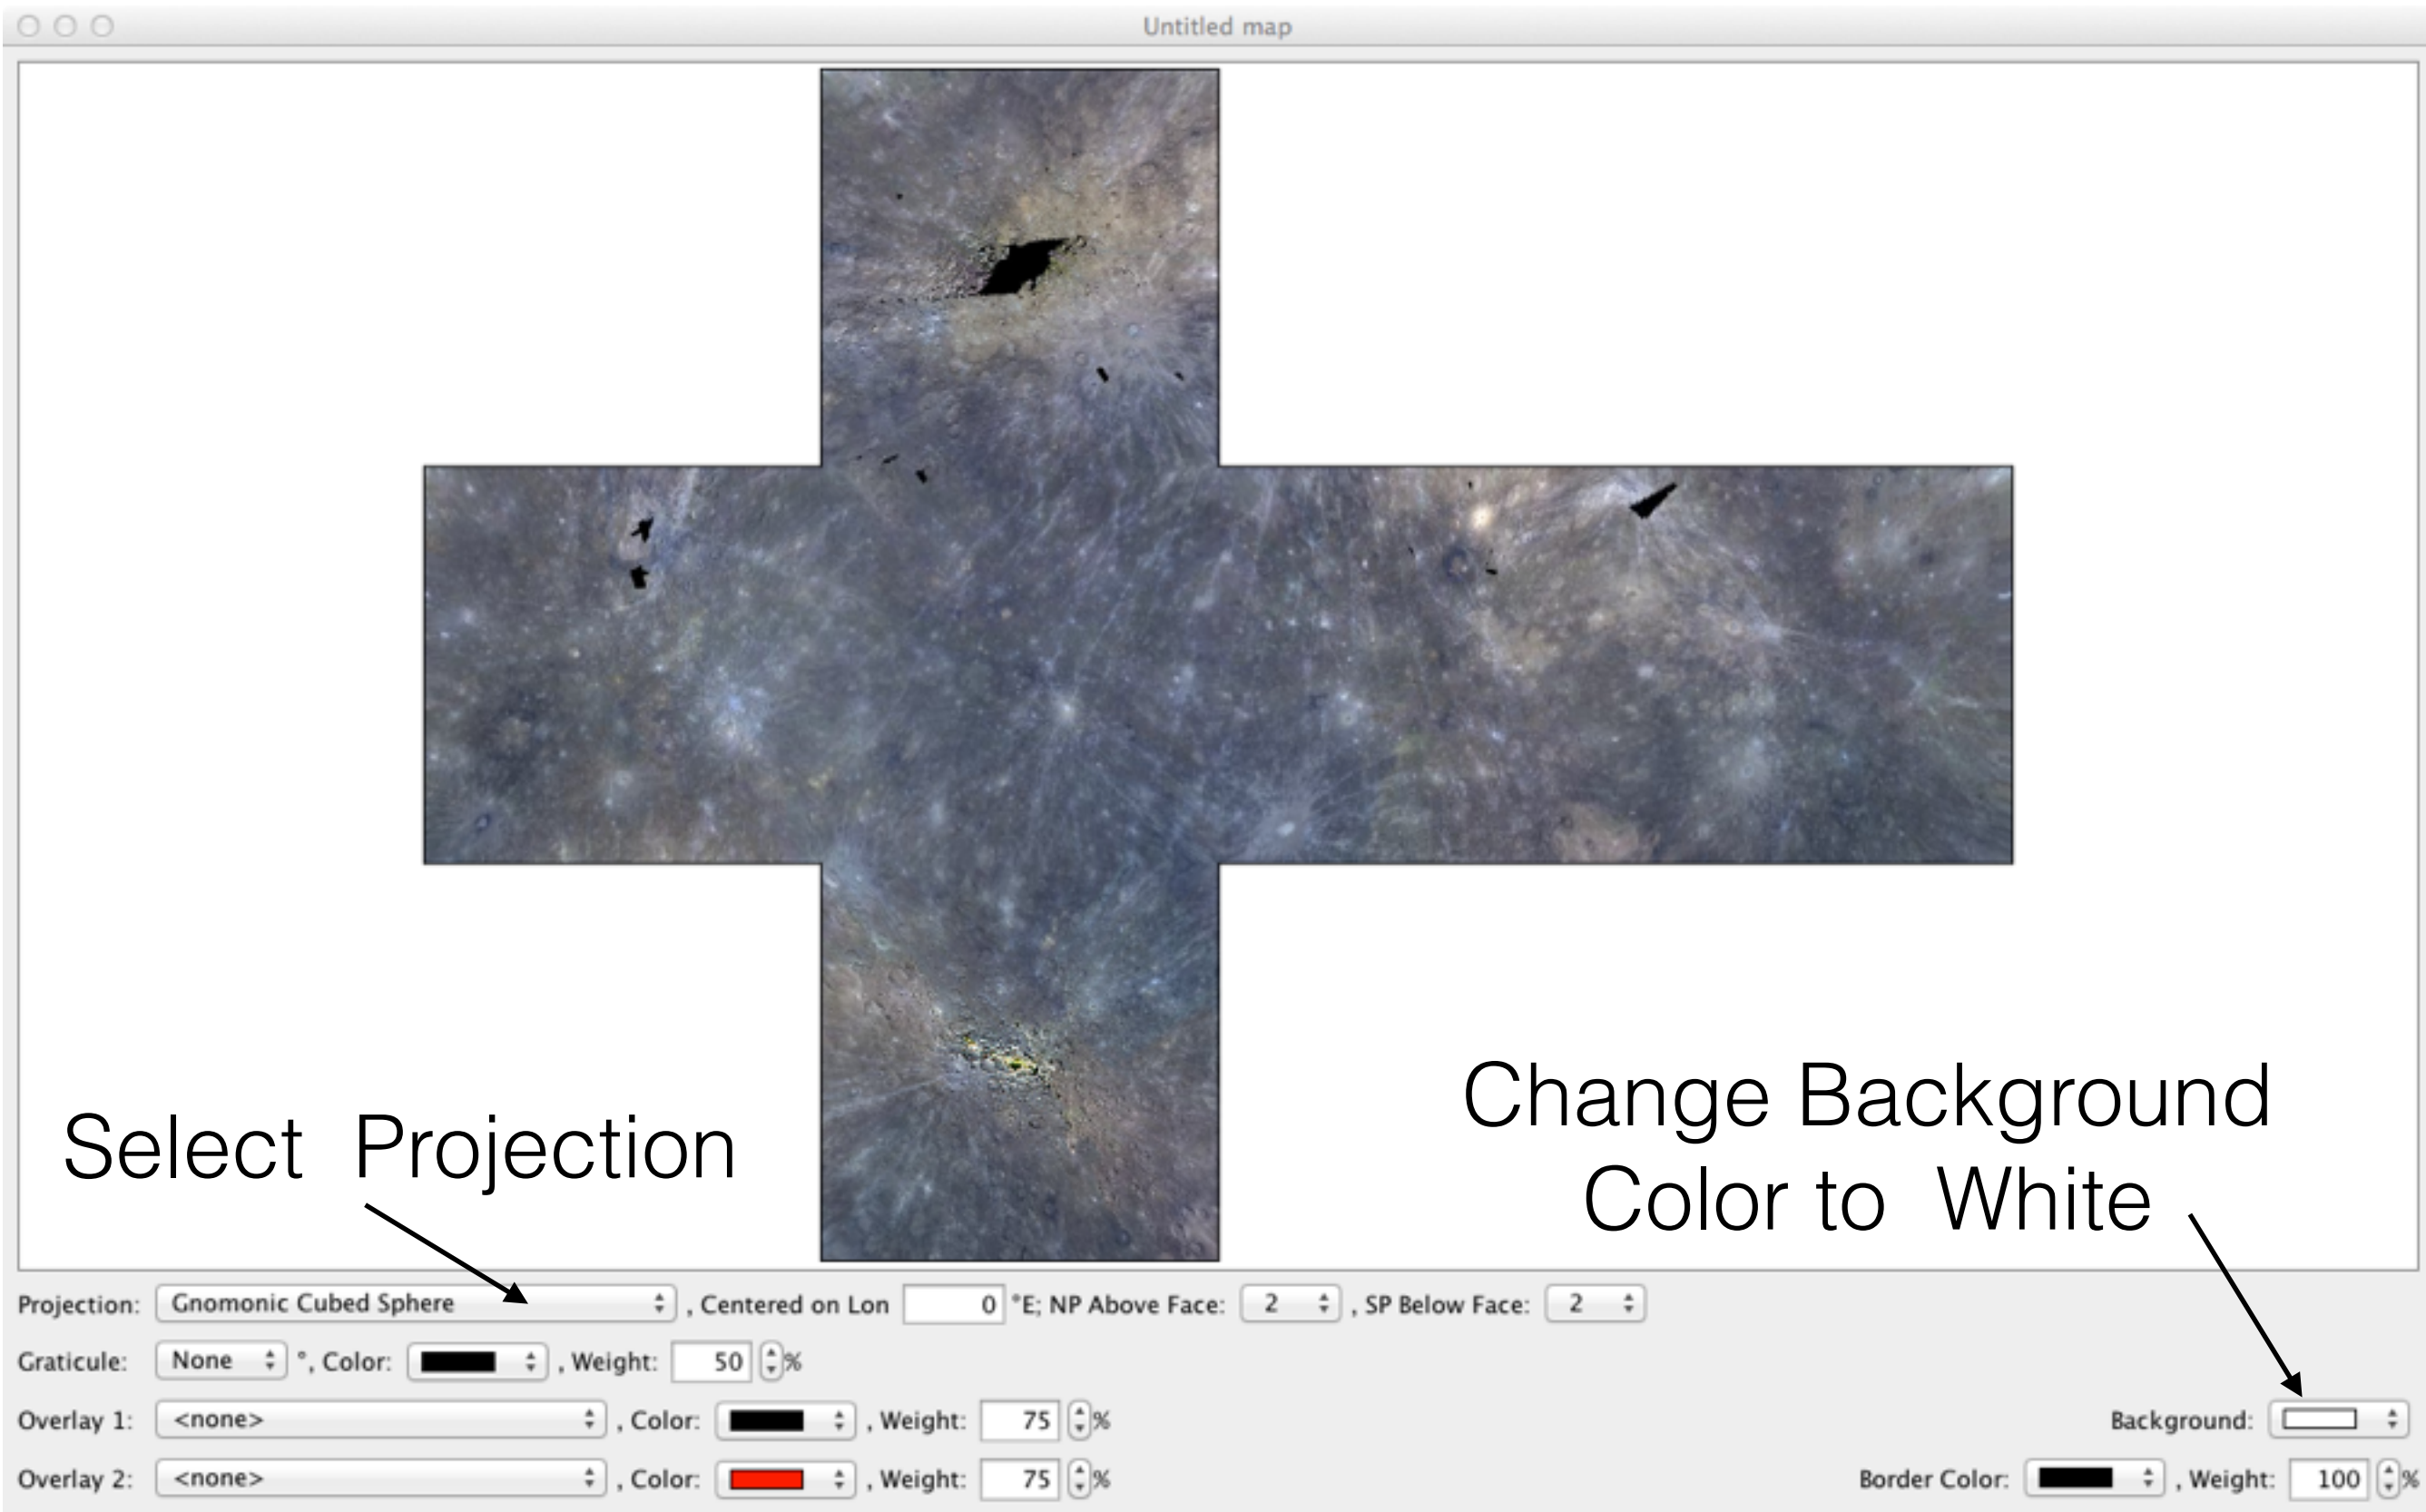 Untitled map
Select Projection
Change Background
Color to White
Projection: Gnomonic Cubed Sphere , Centered on Lon 0 °E; NP Above Face: 2 , SP Below Face: 2
Graticule: None °, Color: , Weight: 50 %
Overlay 1: <none> , Color: , Weight: 75 % Background:
Overlay 2: <none> , Color: , Weight: 75 % Border Color: , Weight: 100 %